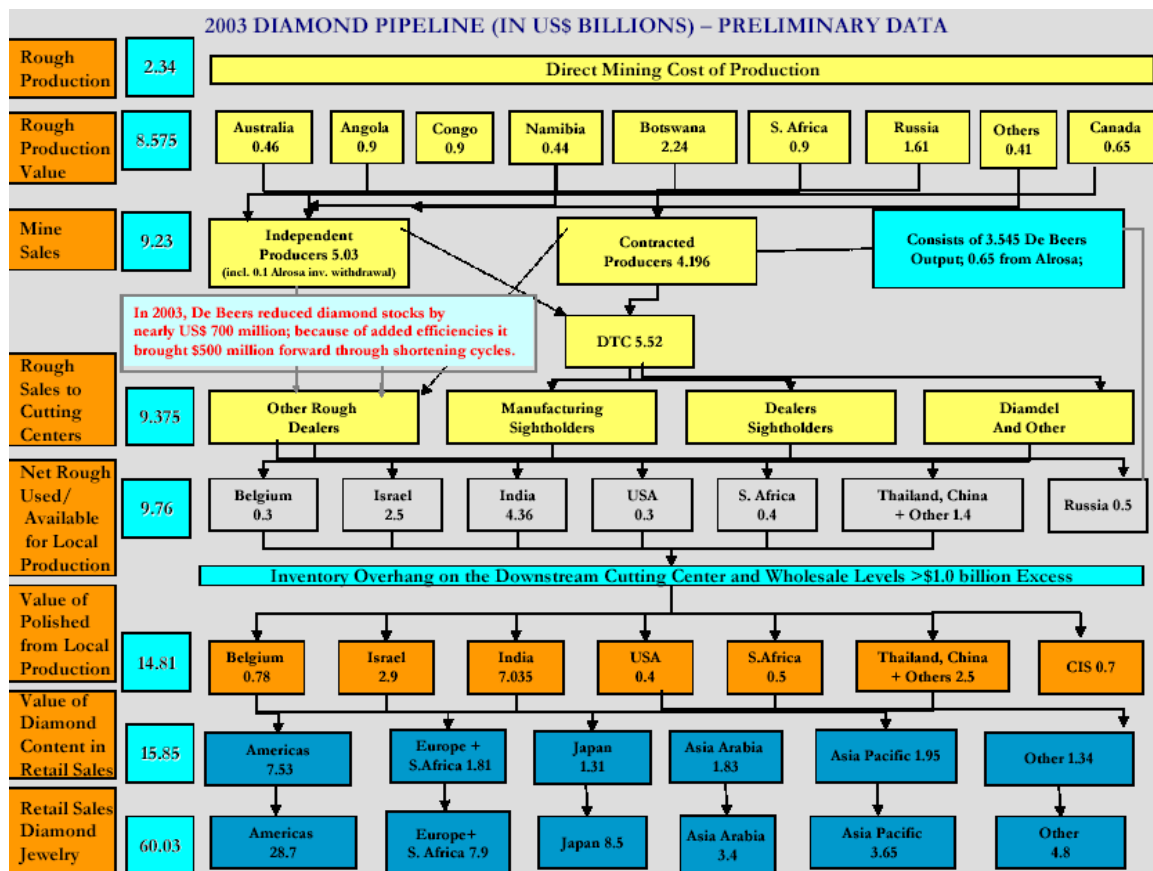 2003 DIAMOND PIPELINE (IN US$ BILLIONS) – PRELIMINARY DATA
Rough
Production
2.34
Direct Mining Cost of Production
Rough
Production
Value
8.575
Australia
0.46
Angola
0.9
Congo
0.9
Namibia
0.44
Botswana
2.24
S. Africa
0.9
Russia
1.61
Others
0.41
Canada
0.65
Mine
Sales
9.23
Independent
Producers 5.03
(incl. 0.1 Alrosa inv. withdrawal)
Contracted
Producers 4.196
Consists of 3.545 De Beers
Output; 0.65 from Alrosa;
In 2003, De Beers reduced diamond stocks by
nearly US$ 700 million; because of added efficiencies it
brought $500 million forward through shortening cycles.
DTC 5.52
Rough
Sales to
Cutting
Centers
9.375
Other Rough
Dealers
Manufacturing
Sightholders
Dealers
Sightholders
Diamdel
And Other
Net Rough
Used/
Available
for Local
Production
9.76
Belgium
0.3
Israel
2.5
India
4.36
USA
0.3
S. Africa
0.4
Thailand, China
+ Other 1.4
Russia 0.5
Inventory Overhang on the Downstream Cutting Center and Wholesale Levels >$1.0 billion Excess
Value of
Polished
from Local
Production
14.81
Belgium
0.78
Israel
2.9
India
7.035
USA
0.4
S.Africa
0.5
Thailand, China
+ Others 2.5
CIS 0.7
Value of
Diamond
Content in
Retail Sales
15.85
Americas
7.53
Europe +
S.Africa 1.81
Japan
1.31
Asia Arabia
1.83
Asia Pacific 1.95
Other 1.34
Retail Sales
Diamond
Jewelry
60.03
Americas
28.7
Europe+
S. Africa 7.9
Japan 8.5
Asia Arabia
3.4
Asia Pacific
3.65
Other
4.8